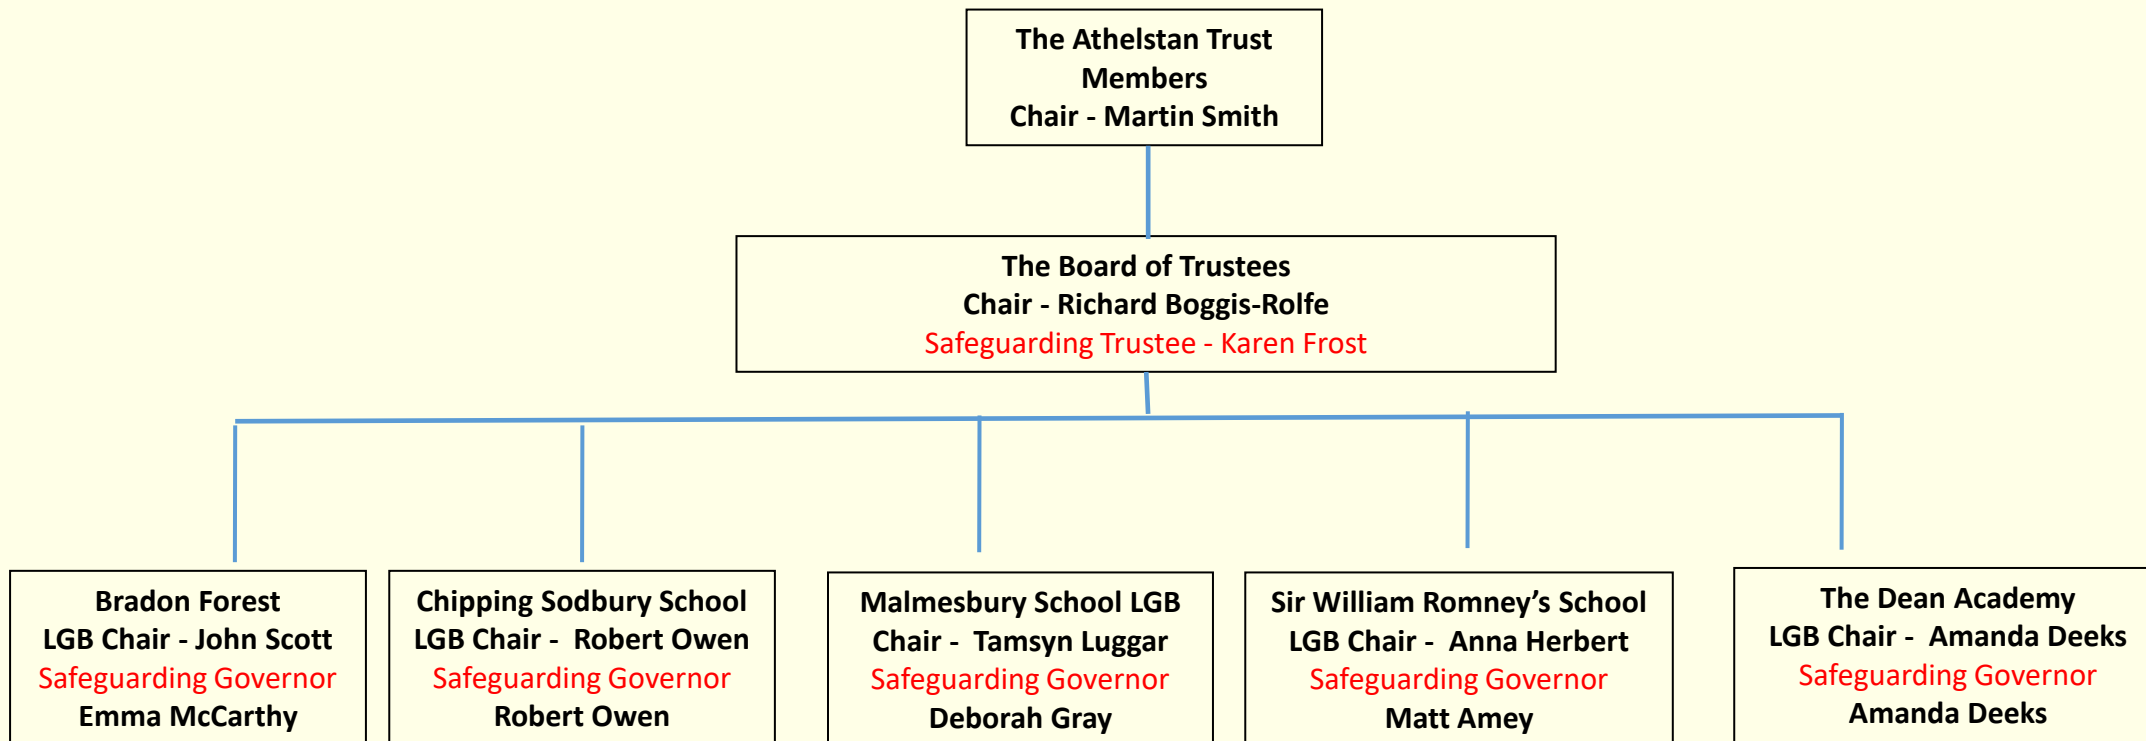 The Athelstan Trust
Members
Chair - Martin Smith
The Board of Trustees
Chair - Richard Boggis-Rolfe
Safeguarding Trustee - Karen Frost
Bradon Forest
LGB Chair - John Scott
Safeguarding Governor
Emma McCarthy
Chipping Sodbury School
LGB Chair -  Robert Owen
Safeguarding Governor
Robert Owen
Malmesbury School LGB
Chair -  Tamsyn Luggar
Safeguarding Governor
Deborah Gray
Sir William Romney’s School
LGB Chair -  Anna Herbert
Safeguarding Governor
Matt Amey
The Dean Academy
LGB Chair -  Amanda Deeks
Safeguarding Governor
Amanda Deeks